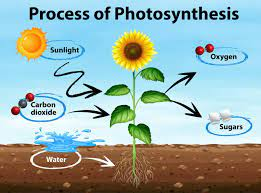 Process of Photosynthesis
Sunlight
Oxygen
Carbon
dioxide
Sugars
Water